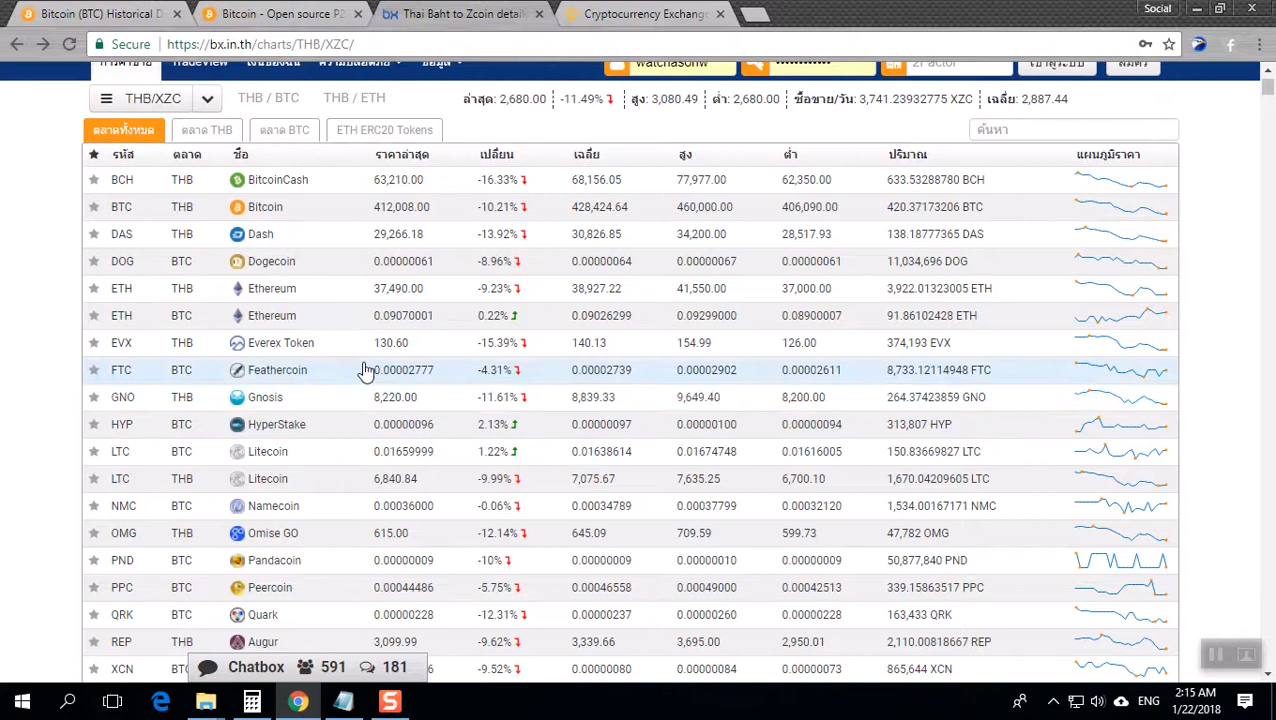 Bitcoin (BTC) Historical D
Bitcoin - Open source P2
Thai Baht to Zcoin detail
Cryptocurrency Exchange
Social
Secure
https://bx.in.th/charts/THB/XZC/
TradeView
ข้อมูล
watchasonw
2Factor
เข้าสู่ระบบ
สมัคร
THB/XZC THB / BTC THB / ETH ล่าสุด: 2,680.00 -11.49% สูง: 3,080.49 ต่ำ: 2,680.00 ซื้อขาย/วัน: 3,741.23932775 XZC เฉลี่ย: 2,887.44
ตลาดทั้งหมด ตลาด THB ตลาด BTC ETH ERC20 Tokens ค้นหา
รหัส ตลาด ชื่อ ราคาล่าสุด เปลี่ยน เฉลี่ย สูง ต่ำ ปริมาณ แผนภูมิราคา
BCH THB BitcoinCash 63,210.00 -16.33% 68,156.05 77,977.00 62,350.00 633.53288780 BCH
BTC THB Bitcoin 412,008.00 -10.21% 428,424.64 460,000.00 406,090.00 420.37173206 BTC
DAS THB Dash 29,266.18 -13.92% 30,826.85 34,200.00 28,517.93 138.18777365 DAS
DOG BTC Dogecoin 0.00000061 -8.96% 0.00000064 0.00000067 0.00000061 11,034,696 DOG
ETH THB Ethereum 37,490.00 -9.23% 38,927.22 41,550.00 37,000.00 3,922.01323005 ETH
ETH BTC Ethereum 0.09070001 0.22% 0.09026299 0.09299000 0.08900007 91.86102428 ETH
EVX THB Everex Token 130.60 -15.39% 140.13 154.99 126.00 374,193 EVX
FTC BTC Feathercoin 0.00002777 -4.31% 0.00002739 0.00002902 0.00002611 8,733.12114948 FTC
GNO THB Gnosis 8,220.00 -11.61% 8,839.33 9,649.40 8,200.00 264.37423859 GNO
HYP BTC HyperStake 0.00000096 2.13% 0.00000097 0.00000100 0.00000094 313,807 HYP
LTC BTC Litecoin 0.01659999 1.22% 0.01638614 0.01674748 0.01616005 150.83669827 LTC
LTC THB Litecoin 6,840.84 -9.99% 7,075.67 7,635.25 6,700.10 1,670.04209605 LTC
NMC BTC Namecoin 0.00036000 -0.06% 0.00034789 0.00037799 0.00032120 1,534.00167171 NMC
OMG THB Omise GO 615.00 -12.14% 645.09 709.59 599.73 47,782 OMG
PND BTC Pandacoin 0.00000009 -10% 0.00000009 0.00000010 0.00000009 50,877,840 PND
PPC BTC Peercoin 0.00044486 -5.75% 0.00046558 0.00049000 0.00042513 339.15863517 PPC
QRK BTC Quark 0.00000228 -12.31% 0.00000237 0.00000260 0.00000228 163,433 QRK
REP THB Augur 3,099.99 -9.62% 3,339.66 3,695.00 2,950.01 2,110.00818667 REP
XCN -9.52% 0.00000080 0.00000084 0.00000073 865,644 XCN
Chatbox 591 181
ENG
2:15 AM
1/22/2018